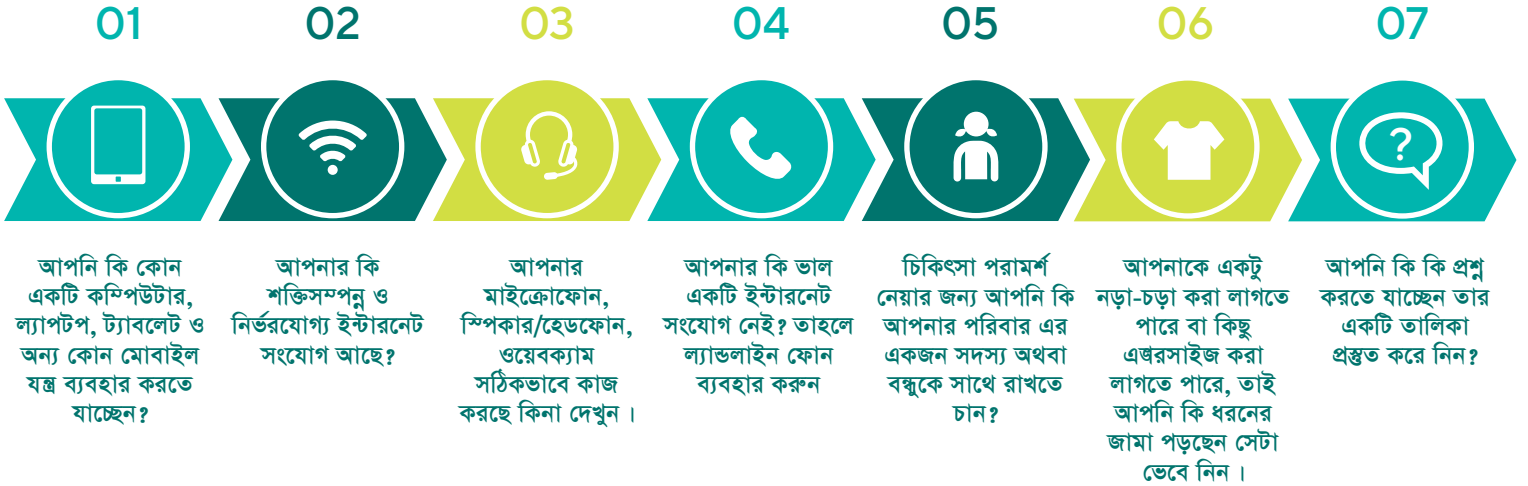 01
02
03
04
05
06
07
?
আপনি কি কোন
একটি কম্পিউটার,
ল্যাপটপ, ট্যাবলেট ও
অন্য কোন মোবাইল
যন্ত্র ব্যবহার করতে
যাচ্ছেন?
আপনার কি
শক্তিসম্পন্ন ও
নির্ভরযোগ্য ইন্টারনেট
সংযোগ আছে?
আপনার
মাইক্রোফোন,
স্পিকার/হেডফোন,
ওয়েবক্যাম
সঠিকভাবে কাজ
করছে কিনা দেখুন ।
আপনার কি ভাল
একটি ইন্টারনেট
সংযোগ নেই? তাহলে
ল্যান্ডলাইন ফোন
ব্যবহার করুন
চিকিৎসা পরামর্শ
নেয়ার জন্য আপনি কি
আপনার পরিবার এর
একজন সদস্য অথবা
বন্ধুকে সাথে রাখতে
চান?
আপনাকে একটু
নড়া-চড়া করা লাগতে
পারে বা কিছু
এক্সরসাইজ করা
লাগতে পারে, তাই
আপনি কি ধরনের
জামা পড়ছেন সেটা
ভেবে নিন ।
আপনি কি কি প্রশ্ন
করতে যাচ্ছেন তার
একটি তালিকা
প্রস্তুত করে নিন?